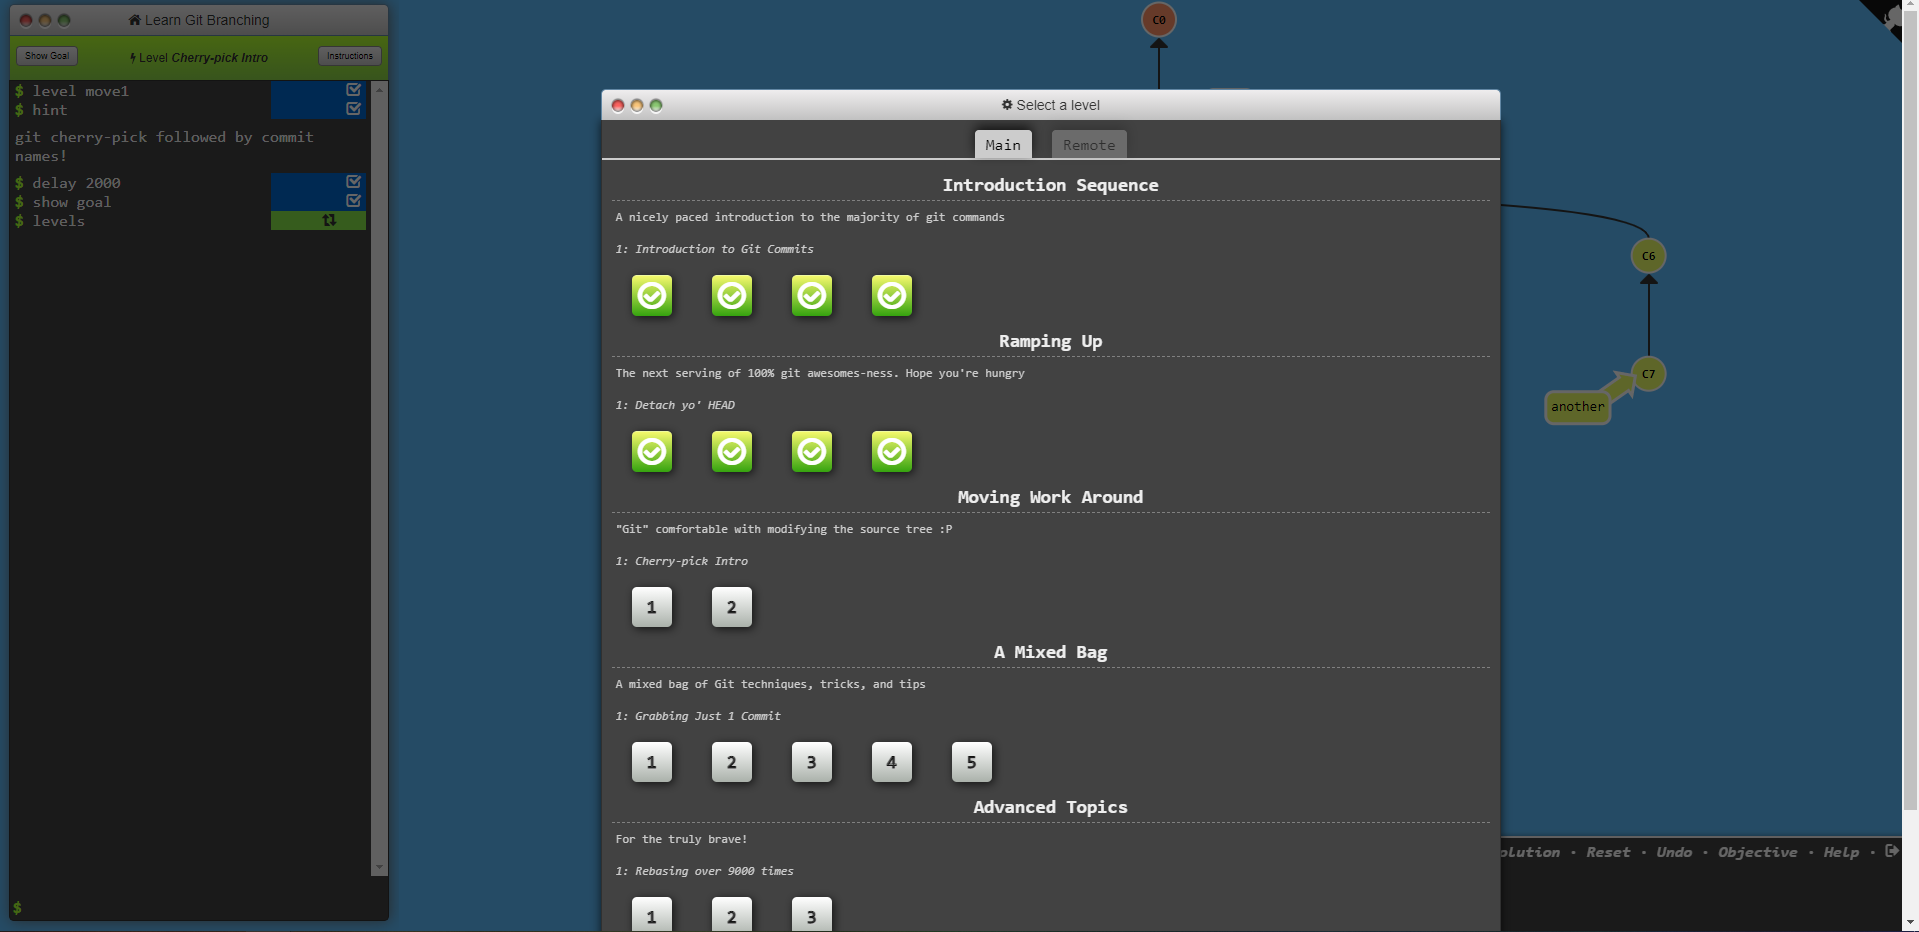 Learn Git Branching
Show Goal
Level Cherry-pick Intro
Instructions
$ level move1
$ hint
git cherry-pick followed by commit
names!
$ delay 2000
$ show goal
$ levels
$
C0
Select a level
Main
Remote
Introduction Sequence
A nicely paced introduction to the majority of git commands
1: Introduction to Git Commits
Ramping Up
The next serving of 100% git awesomes-ness. Hope you're hungry
1: Detach yo' HEAD
Moving Work Around
"Git" comfortable with modifying the source tree :P
1: Cherry-pick Intro
1 2
A Mixed Bag
A mixed bag of Git techniques, tricks, and tips
1: Grabbing Just 1 Commit
1 2 3 4 5
Advanced Topics
For the truly brave!
1: Rebasing over 9000 times
1 2 3
C6
C7
another
olution · Reset · Undo · Objective · Help ·